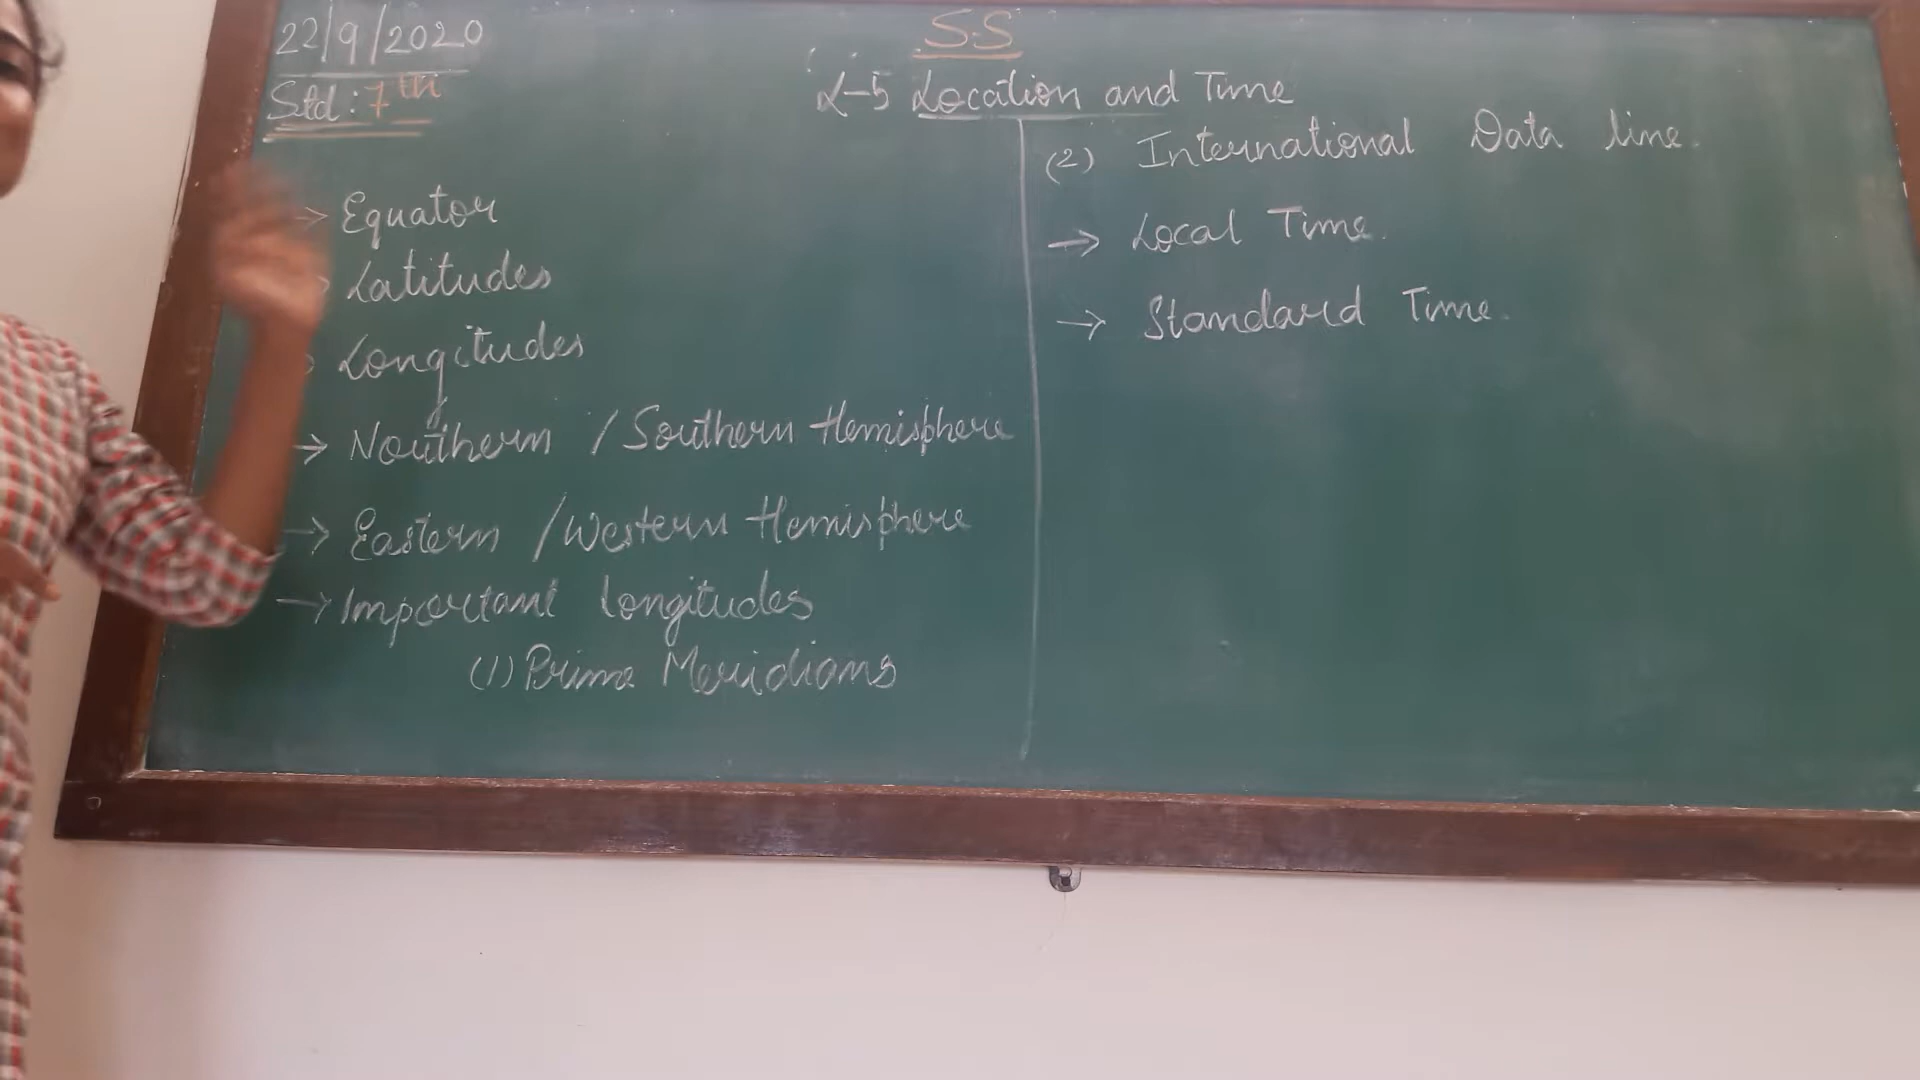 22/9/2020
Std: 7th
S.S
L-5 Location and Time
→ Equator
→ Latitudes
→ Longitudes
→ Northern / Southern Hemisphere
→ Eastern / Western Hemisphere
→ Important longitudes
(1) Prime Meridians
(2) International Data line.
→ Local Time.
→ Standard Time.